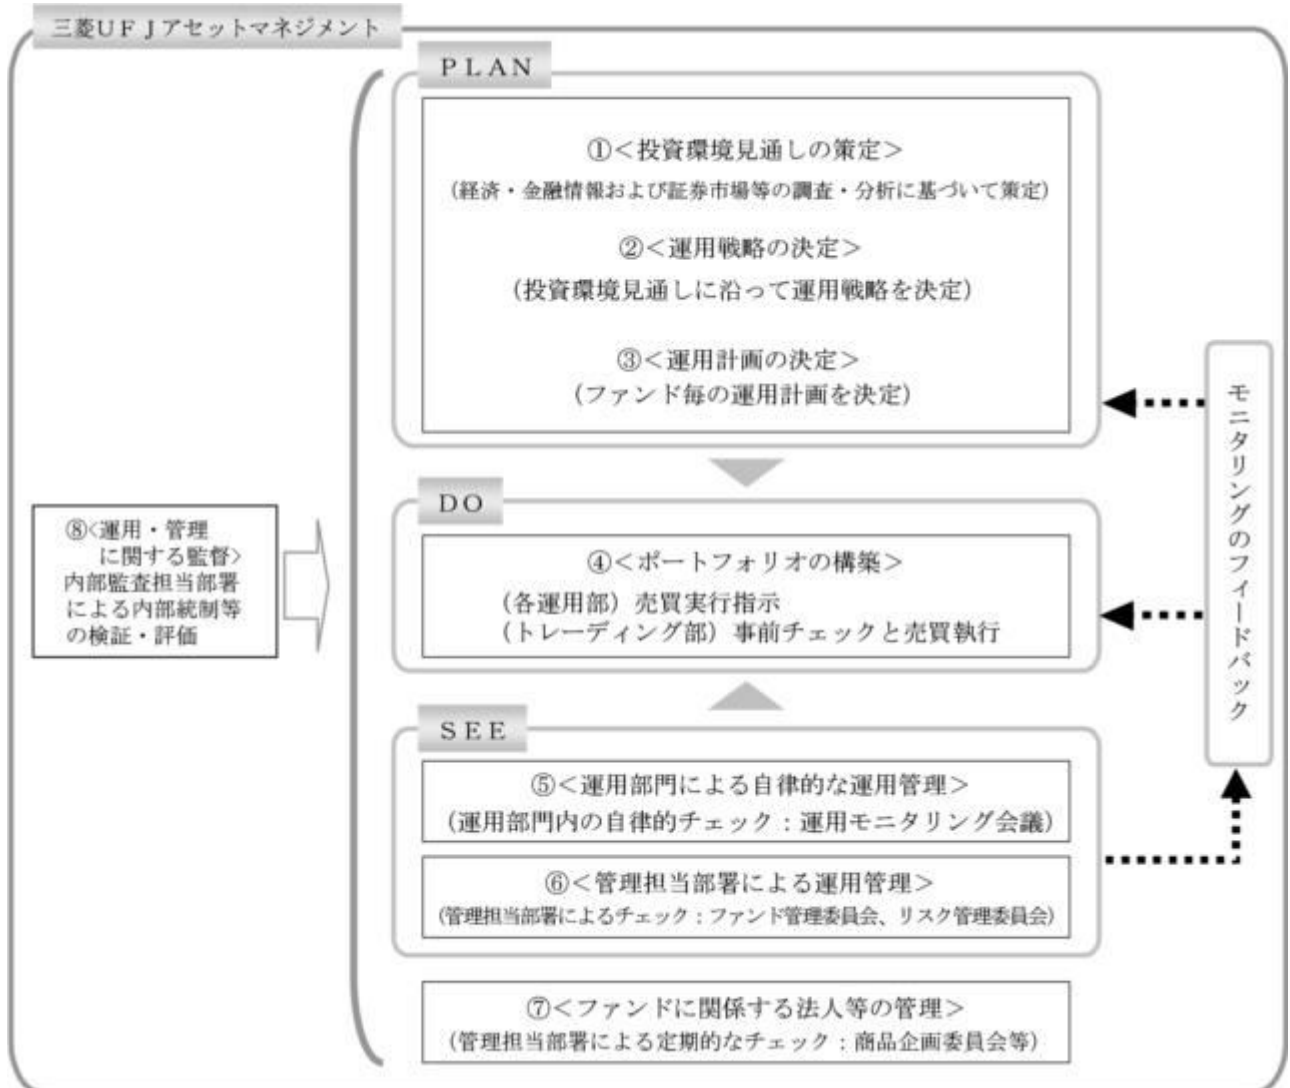 三菱UFJアセットマネジメント
PLAN
①<投資環境見通しの策定>
(経済・金融情報および証券市場等の調査・分析に基づいて策定)
②<運用戦略の決定>
(投資環境見通しに沿って運用戦略を決定)
③<運用計画の決定>
(ファンド毎の運用計画を決定)
DO
④<ポートフォリオの構築>
(各運用部)売買実行指示
(トレーディング部)事前チェックと売買執行
SEE
⑤<運用部門による自律的な運用管理>
(運用部門内の自律的チェック:運用モニタリング会議)
⑥<管理担当部署による運用管理>
(管理担当部署によるチェック:ファンド管理委員会、リスク管理委員会)
⑦<ファンドに関係する法人等の管理>
(管理担当部署による定期的なチェック:商品企画委員会等)
⑧<運用・管理
に関する監督>
内部監査担当部署
による内部統制等
の検証・評価
モニタリングのフィードバック